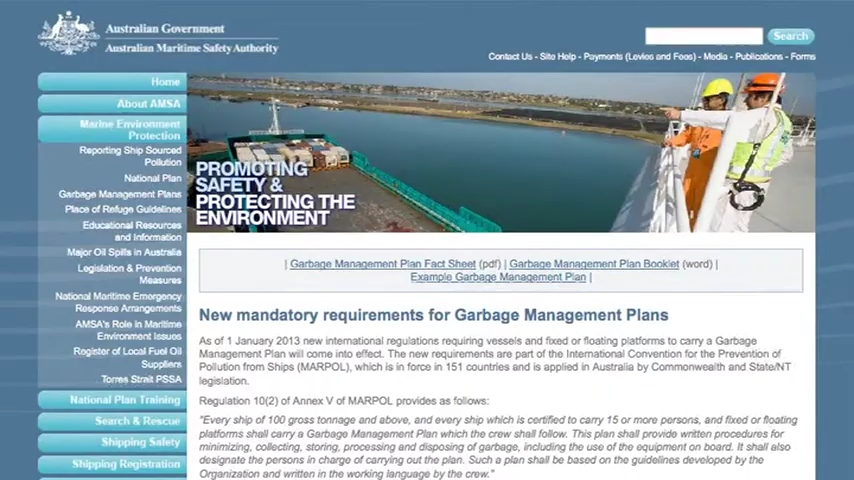 Australian Government
Australian Maritime Safety Authority
Search
Contact Us - Site Help - Payments (Levies and Fees) - Media - Publications - Forms
Home
About AMSA
Marine Environment
Protection
Reporting Ship Sourced
Pollution
National Plan
Garbage Management Plans
Place of Refuge Guidelines
Educational Resources
and Information
Major Oil Spills in Australia
Legislation & Prevention
Measures
National Maritime Emergency
Response Arrangements
AMSA's Role in Maritime
Environment Issues
Register of Local Fuel Oil
Suppliers
Torres Strait PSSA
National Plan Training
Search & Rescue
Shipping Safety
Shipping Registration
PROMOTING
SAFETY &
PROTECTING THE
ENVIRONMENT
| Garbage Management Plan Fact Sheet (pdf) | Garbage Management Plan Booklet (word) |
Example Garbage Management Plan |
New mandatory requirements for Garbage Management Plans
As of 1 January 2013 new international regulations requiring vessels and fixed or floating platforms to carry a Garbage
Management Plan will come into effect. The new requirements are part of the International Convention for the Prevention of
Pollution from Ships (MARPOL), which is in force in 151 countries and is applied in Australia by Commonwealth and State/NT
legislation.
Regulation 10(2) of Annex V of MARPOL provides as follows:
"Every ship of 100 gross tonnage and above, and every ship which is certified to carry 15 or more persons, and fixed or floating
platforms shall carry a Garbage Management Plan which the crew shall follow. This plan shall provide written procedures for
minimizing, collecting, storing, processing and disposing of garbage, including the use of the equipment on board. It shall also
designate the persons in charge of carrying out the plan. Such a plan shall be based on the guidelines developed by the
Organization and written in the working language by the crew."